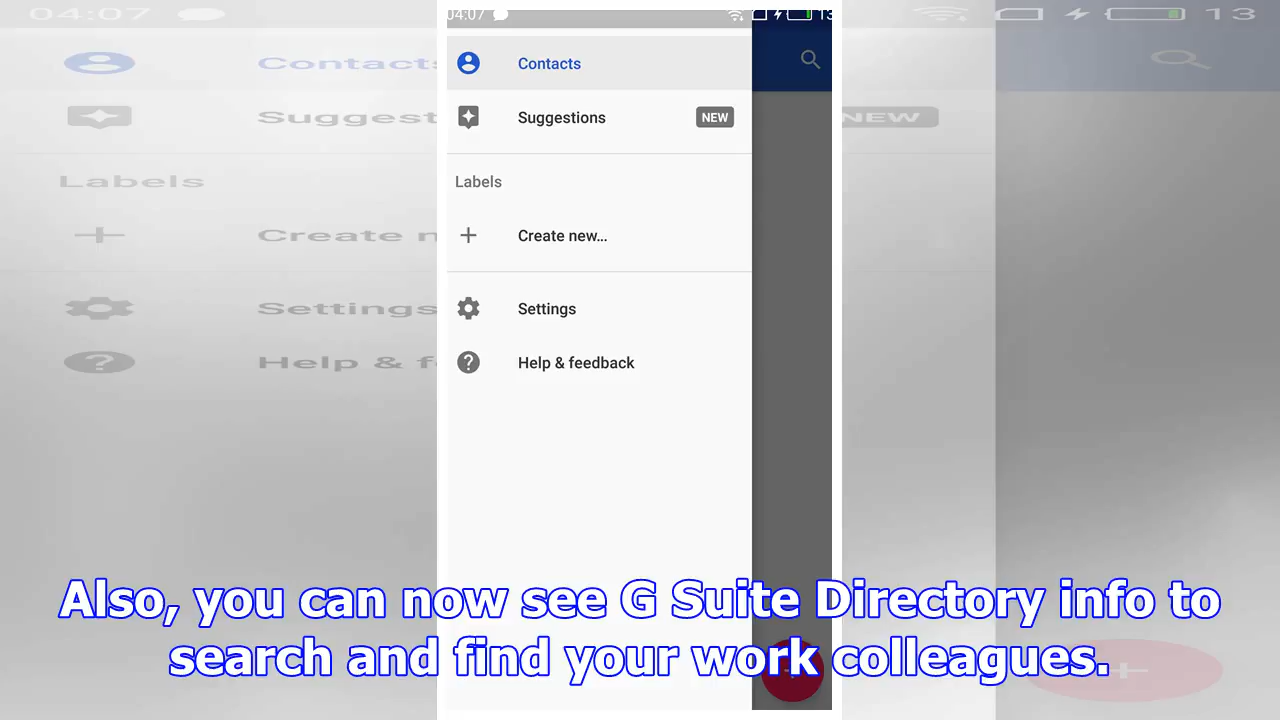 04:07
13
Contacts
Suggestions NEW
Labels
Create new...
Settings
Help & feedback
Also, you can now see G Suite Directory info to
search and find your work colleagues.